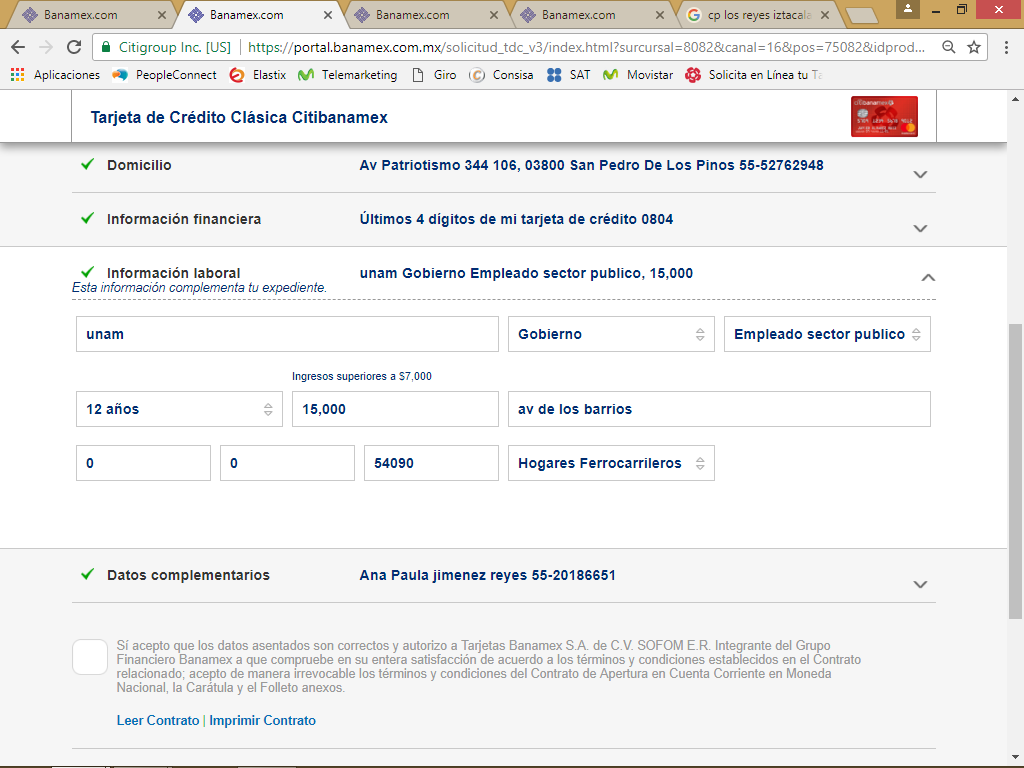 Banamex.com
Banamex.com
Banamex.com
Banamex.com
cp los reyes iztacala
Citigroup Inc. [US]
https://portal.banamex.com.mx/solicitud_tdc_v3/index.html?surcursal=8082&canal=16&pos=75082&idprod...
Aplicaciones
PeopleConnect
Elastix
Telemarketing
Giro
Consisa
SAT
Movistar
Solicita en Línea tu Ta
Tarjeta de Crédito Clásica Citibanamex
Domicilio
Av Patriotismo 344 106, 03800 San Pedro De Los Pinos 55-52762948
Información financiera
Últimos 4 dígitos de mi tarjeta de crédito 0804
Información laboral
unam Gobierno Empleado sector publico, 15,000
Esta información complementa tu expediente.
unam
Gobierno
Empleado sector publico
Ingresos superiores a $7,000
12 años
15,000
av de los barrios
0
0
54090
Hogares Ferrocarrileros
Datos complementarios
Ana Paula jimenez reyes 55-20186651
Sí acepto que los datos asentados son correctos y autorizo a Tarjetas Banamex S.A. de C.V. SOFOM E.R. Integrante del Grupo
Financiero Banamex a que compruebe en su entera satisfacción de acuerdo a los términos y condiciones establecidos en el Contrato
relacionado; acepto de manera irrevocable los términos y condiciones del Contrato de Apertura en Cuenta Corriente en Moneda
Nacional, la Carátula y el Folleto anexos.
Leer Contrato | Imprimir Contrato